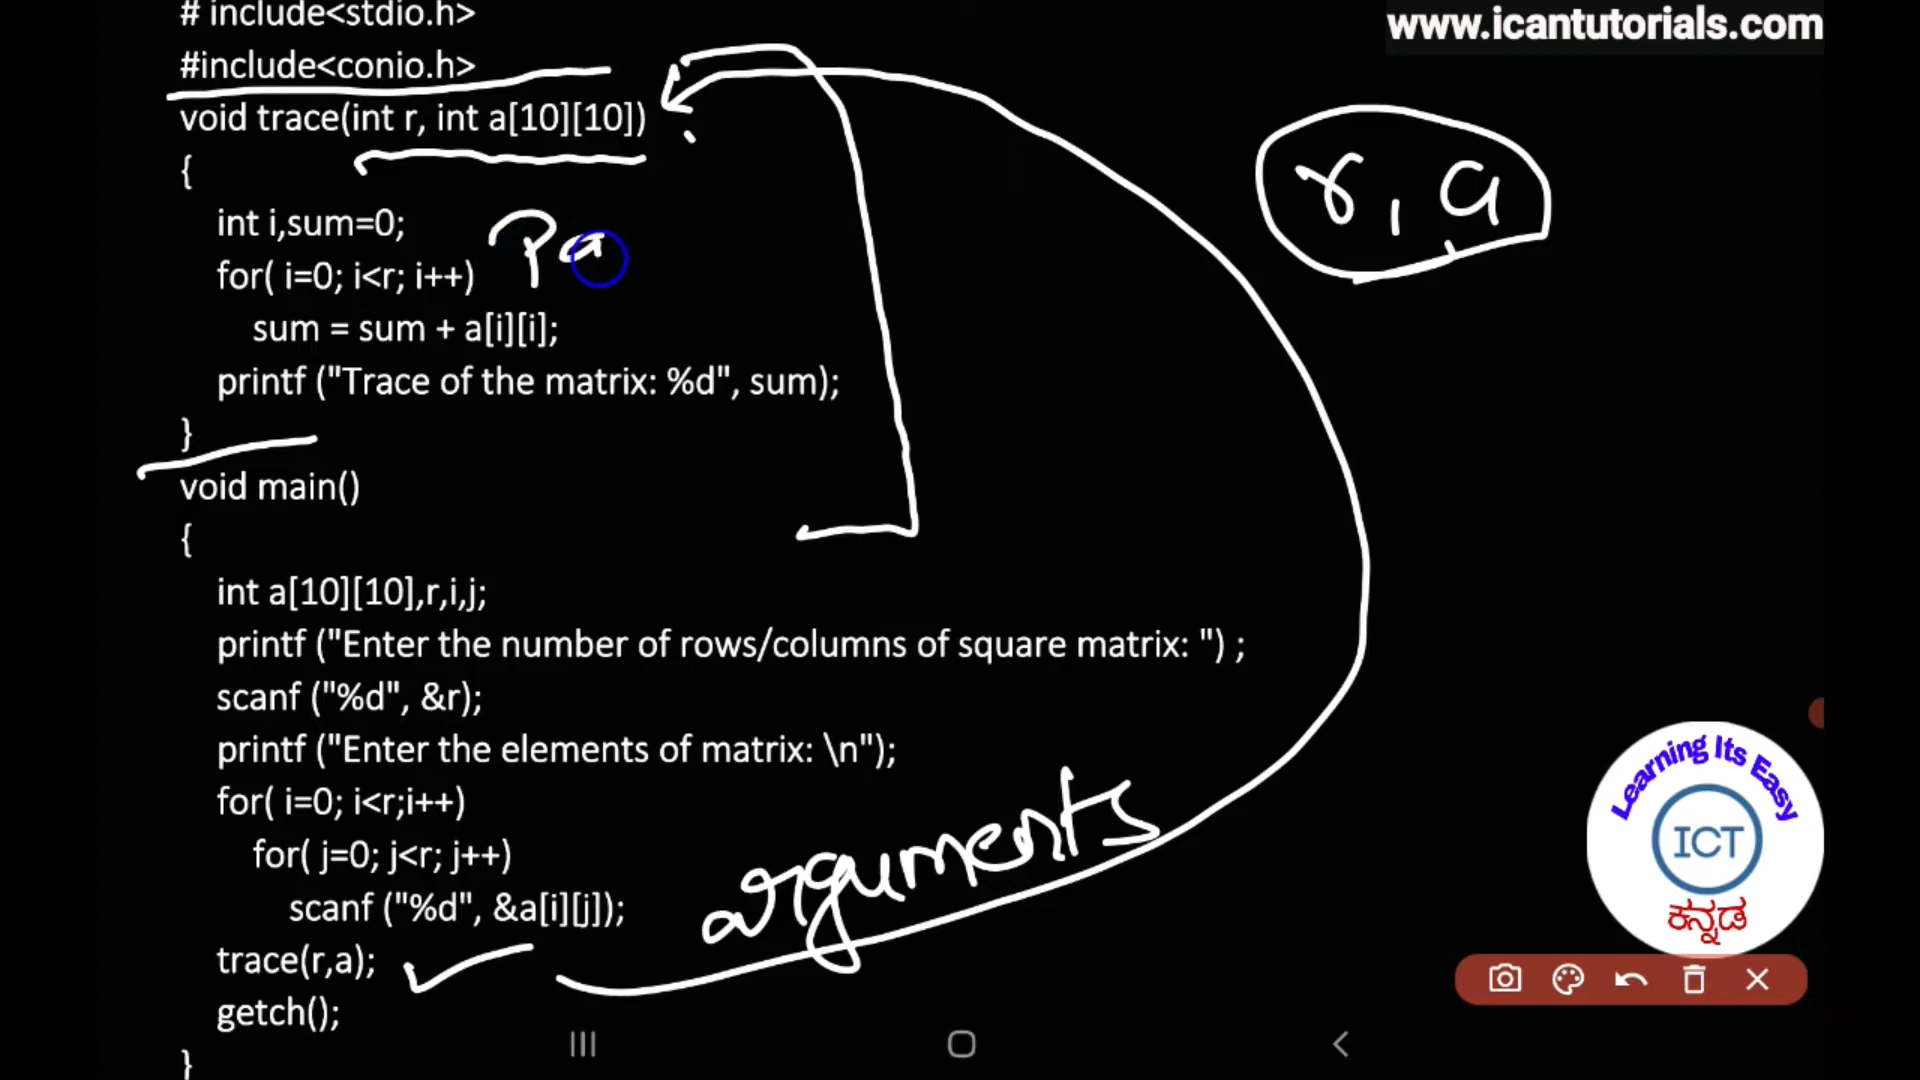 # include<stdio.h>
www.icantutorials.com
#include<conio.h>
void trace(int r, int a[10][10])
{
r, a
int i,sum=0;
Pa
for( i=0; i<r; i++)
sum = sum + a[i][i];
printf ("Trace of the matrix: %d", sum);
}
void main()
{
int a[10][10],r,i,j;
printf ("Enter the number of rows/columns of square matrix: ") ;
scanf ("%d", &r);
printf ("Enter the elements of matrix: \n");
for( i=0; i<r;i++)
for( j=0; j<r; j++)
arguments
scanf ("%d", &a[i][j]);
trace(r,a);
getch();
}
Learning Its Easy
ICT
ಕನ್ನಡ